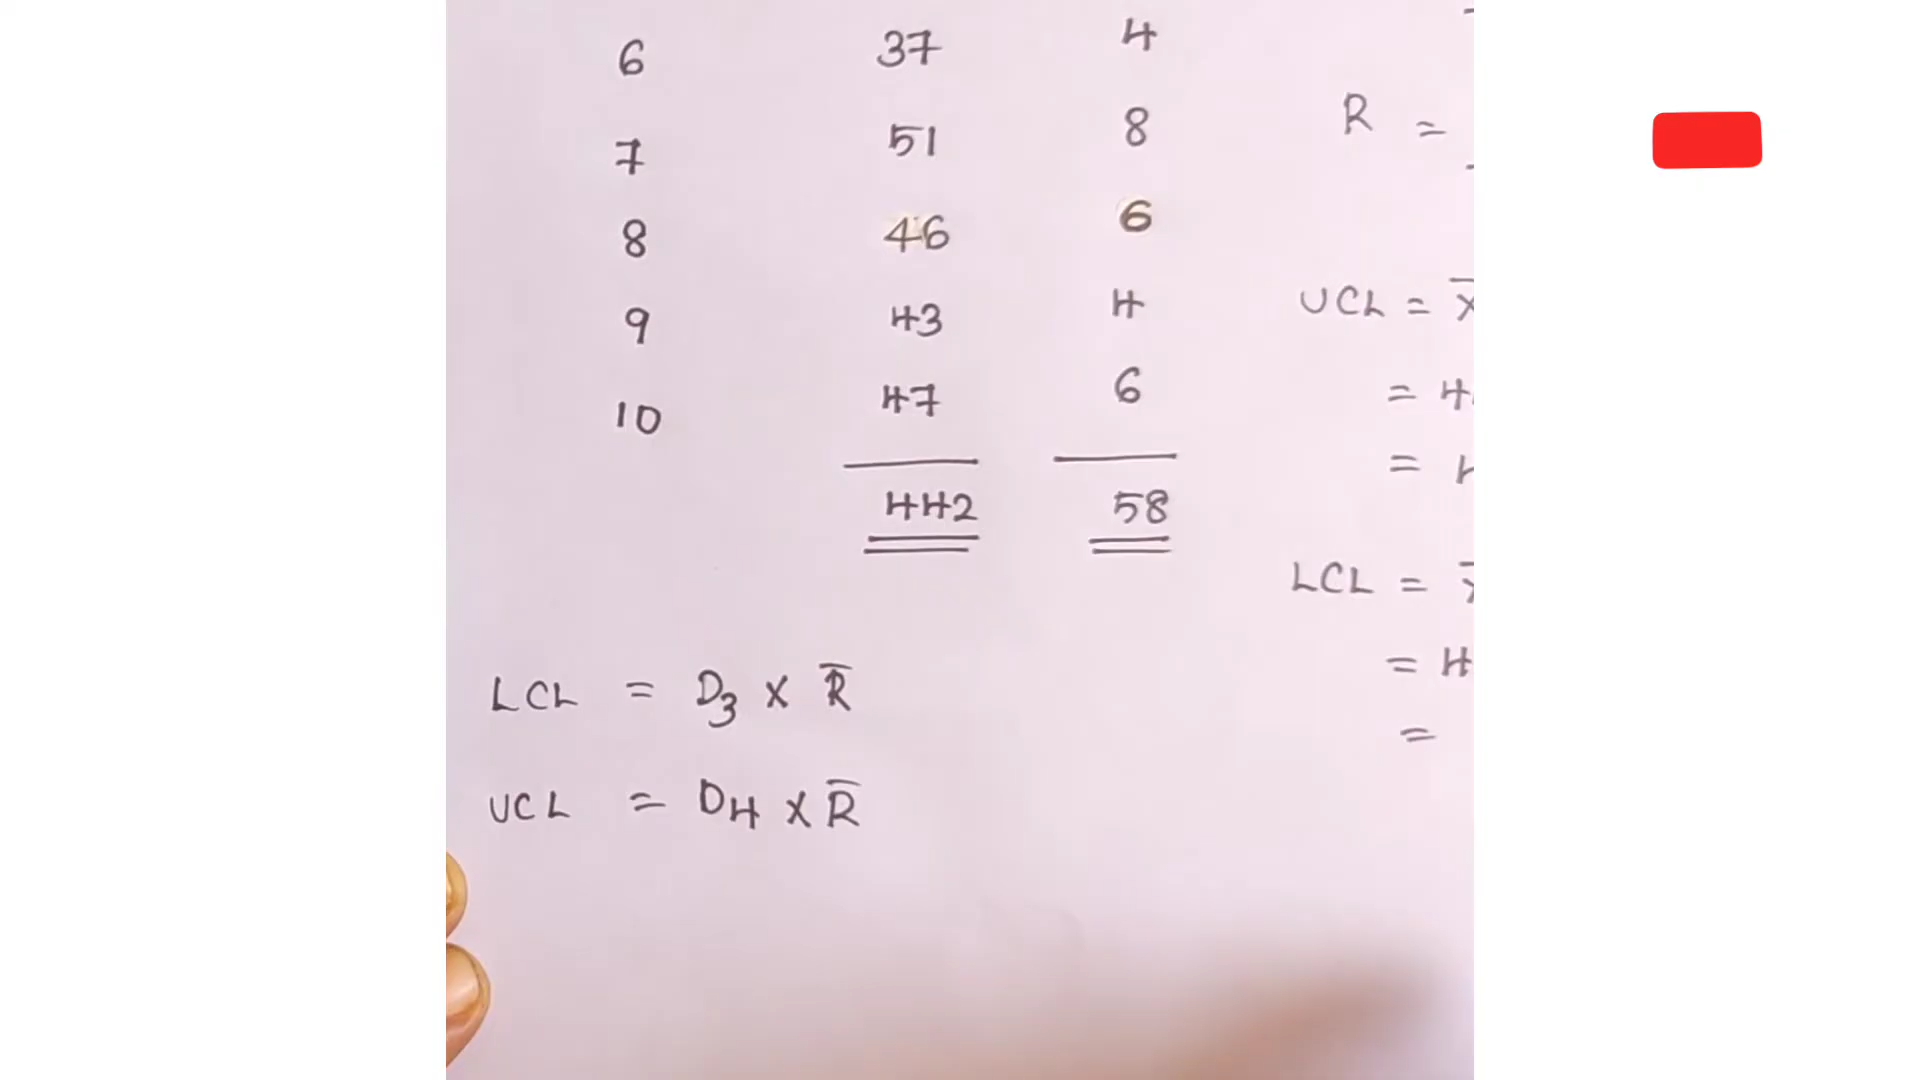 6 37 4
7 51 8
8 46 6
9 43 4
10 47 6
442 58
LCL = D3 x R̅
UCL = D4 x R̅
R =
UCL =
= 4
=
LCL =
= 4
=